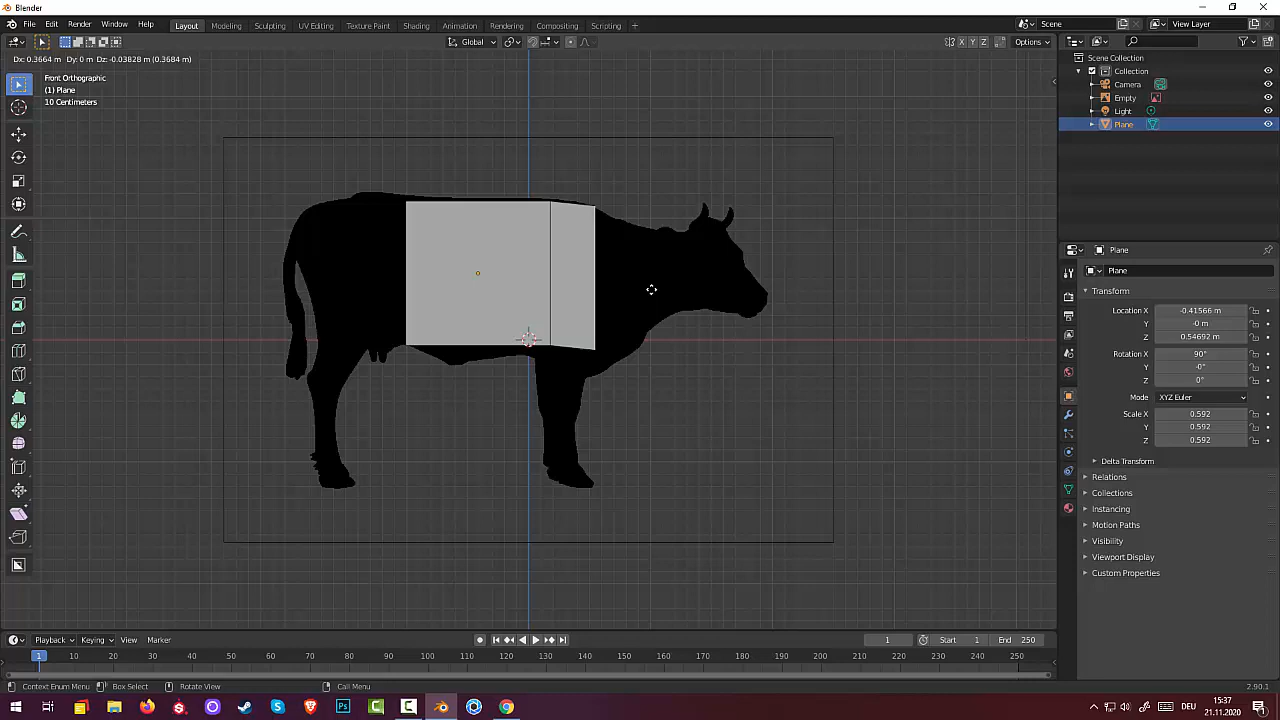 Blender
File Edit Render Window Help Layout Modeling Sculpting UV Editing Texture Paint Shading Animation Rendering Compositing Scripting + Scene View Layer
Global X Y Z Options
Dx: 0.3664 m Dy: 0 m Dz: -0.03828 m (0.3684 m)
Front Orthographic
(1) Plane
10 Centimeters
Scene Collection
Collection
Camera
Empty
Light
Plane
Plane
Plane
Transform
Location X -0.41566 m
Y -0 m
Z 0.54692 m
Rotation X 90°
Y -0°
Z 0°
Mode XYZ Euler
Scale X 0.592
Y 0.592
Z 0.592
Delta Transform
Relations
Collections
Instancing
Motion Paths
Visibility
Viewport Display
Custom Properties
Playback Keying View Marker 1 Start 1 End 250
1 10 20 30 40 50 60 70 80 90 100 110 120 130 140 150 160 170 180 190 200 210 220 230 240 250
Context Enum Menu Box Select Rotate View Call Menu 2.90.1
DEU 15:37
21.11.2020